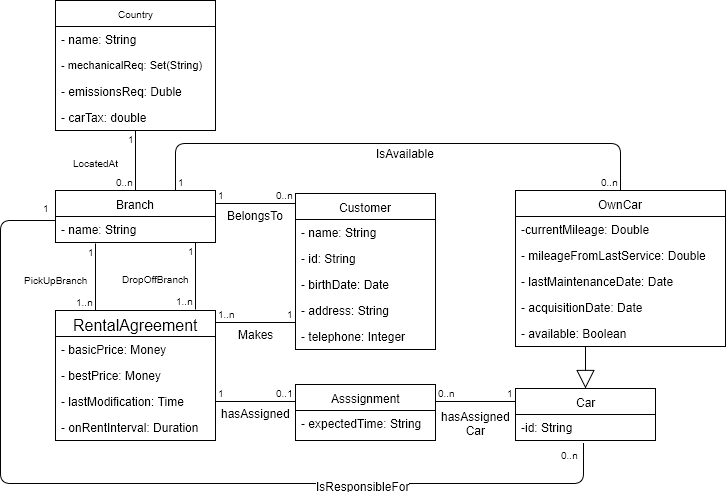 Country
- name: String
- mechanicalReq: Set(String)
- emissionsReq: Duble
- carTax: double
1
LocatedAt
0..n
IsAvailable
1
0..n
1
Branch
- name: String
1
0..n
BelongsTo
Customer
- name: String
- id: String
- birthDate: Date
- address: String
- telephone: Integer
OwnCar
-currentMileage: Double
- mileageFromLastService: Double
- lastMaintenanceDate: Date
- acquisitionDate: Date
- available: Boolean
1
1
PickUpBranch
DropOffBranch
1..n
1..n
RentalAgreement
- basicPrice: Money
- bestPrice: Money
- lastModification: Time
- onRentInterval: Duration
1..n
1
Makes
1
0..1
hasAssigned
Asssignment
- expectedTime: String
0..n
1
hasAssigned
Car
Car
-id: String
0..n
IsResponsibleFor